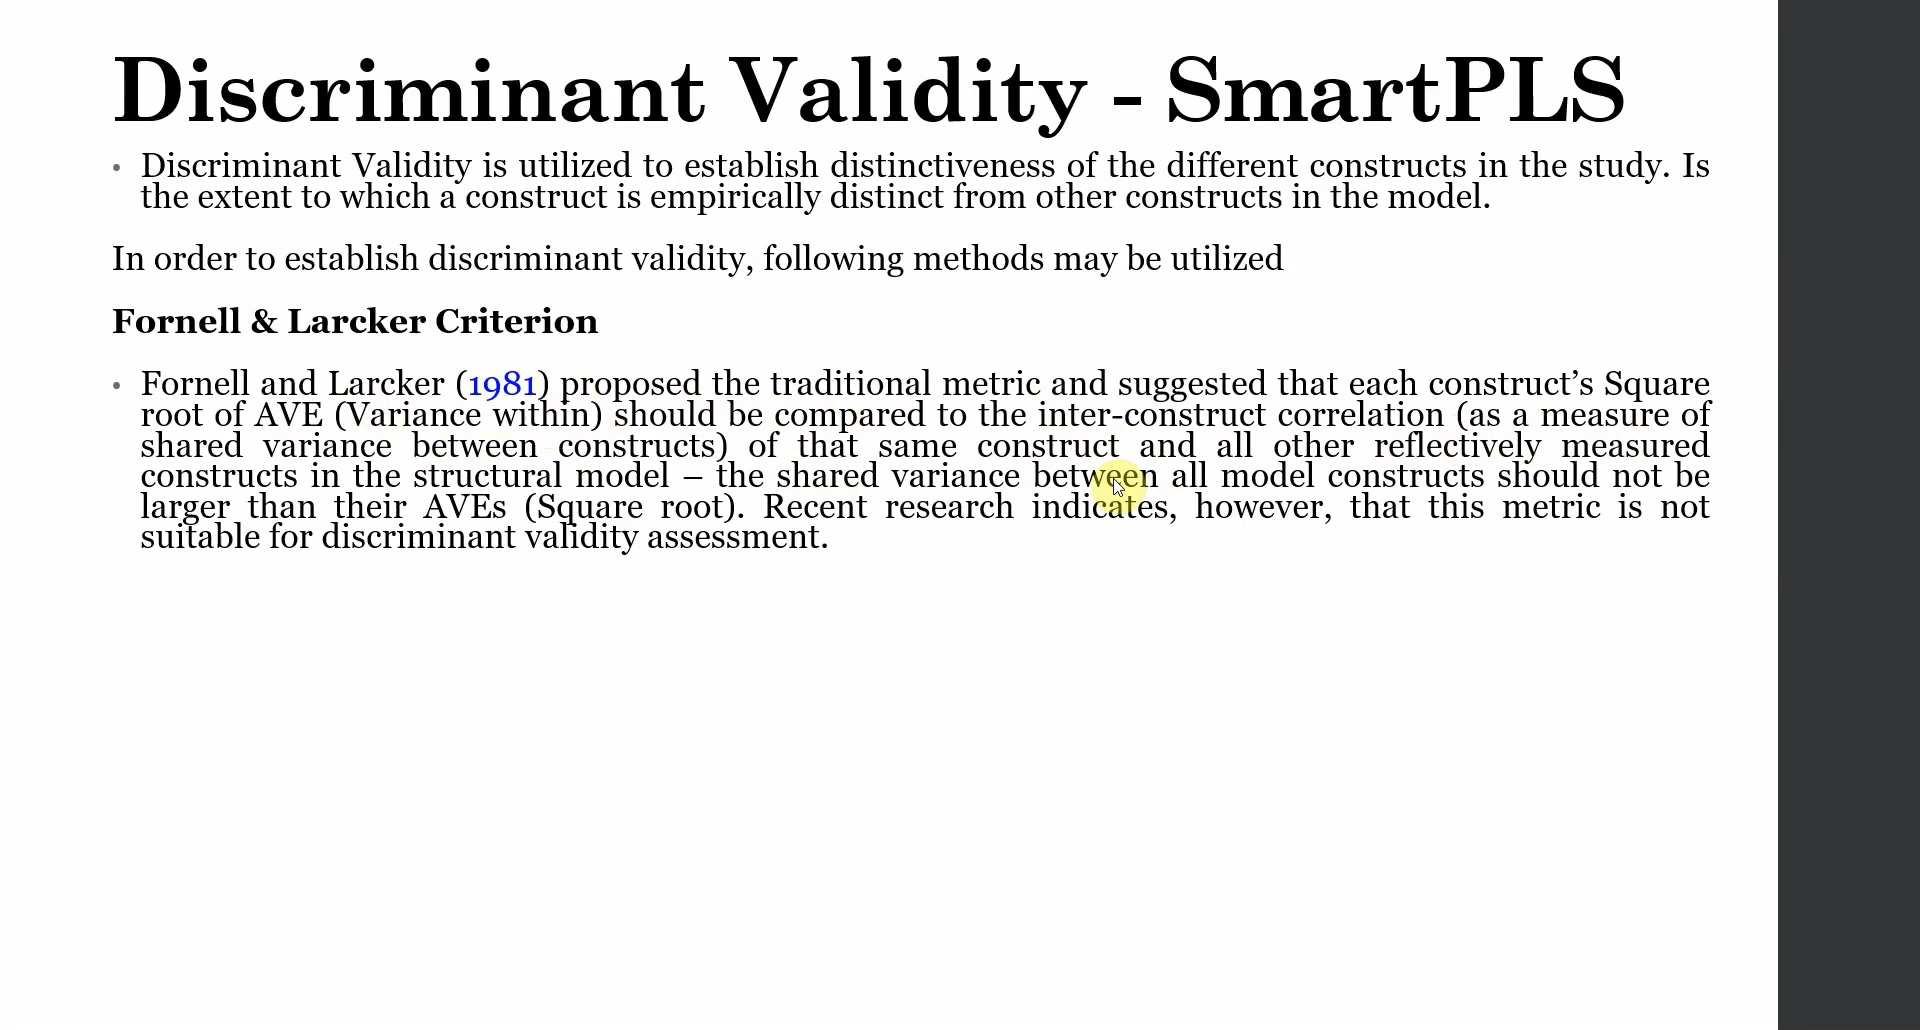 Discriminant Validity - SmartPLS
• Discriminant Validity is utilized to establish distinctiveness of the different constructs in the study. Is
the extent to which a construct is empirically distinct from other constructs in the model.
In order to establish discriminant validity, following methods may be utilized
Fornell & Larcker Criterion
• Fornell and Larcker (1981) proposed the traditional metric and suggested that each construct’s Square
root of AVE (Variance within) should be compared to the inter-construct correlation (as a measure of
shared variance between constructs) of that same construct and all other reflectively measured
constructs in the structural model – the shared variance between all model constructs should not be
larger than their AVEs (Square root). Recent research indicates, however, that this metric is not
suitable for discriminant validity assessment.